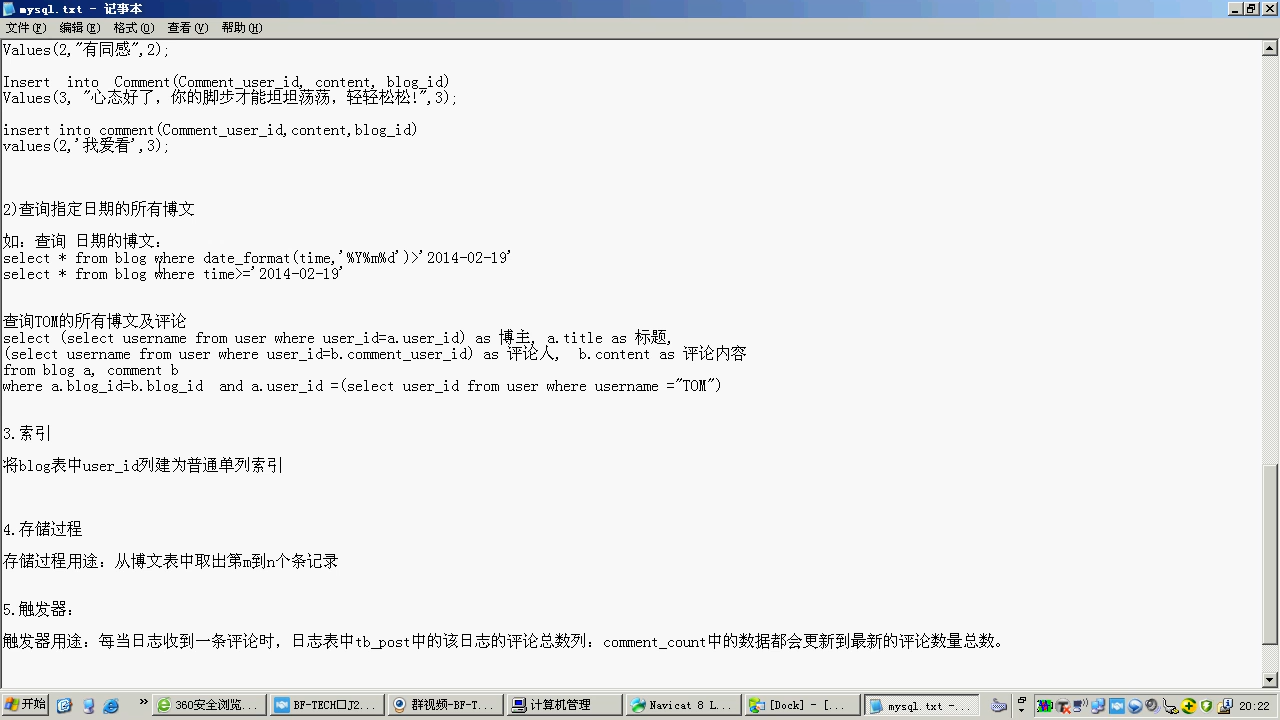 mysql.txt - 记事本
文件(F) 编辑(E) 格式(O) 查看(V) 帮助(H)
Values(2,"有同感",2);
Insert  into  Comment(Comment_user_id, content, blog_id)
Values(3, "心态好了，你的脚步才能坦坦荡荡，轻轻松松!",3);
insert into comment(Comment_user_id,content,blog_id)
values(2,'我爱看',3);
2)查询指定日期的所有博文
如：查询 日期的博文：
select * from blog where date_format(time,'%Y%m%d')>'2014-02-19'
select * from blog where time>='2014-02-19'
查询TOM的所有博文及评论
select (select username from user where user_id=a.user_id) as 博主, a.title as 标题,
(select username from user where user_id=b.comment_user_id) as 评论人,  b.content as 评论内容
from blog a, comment b
where a.blog_id=b.blog_id  and a.user_id =(select user_id from user where username ="TOM")
3.索引
将blog表中user_id列建为普通单列索引
4.存储过程
存储过程用途：从博文表中取出第m到n个条记录
5.触发器：
触发器用途：每当日志收到一条评论时，日志表中tb_post中的该日志的评论总数列：comment_count中的数据都会更新到最新的评论数量总数。
开始 » 360安全浏览... BF-TECH口J2... 群视频-BF-T... 计算机管理 Navicat 8 L... [Dock] - [... mysql.txt -... 20:22